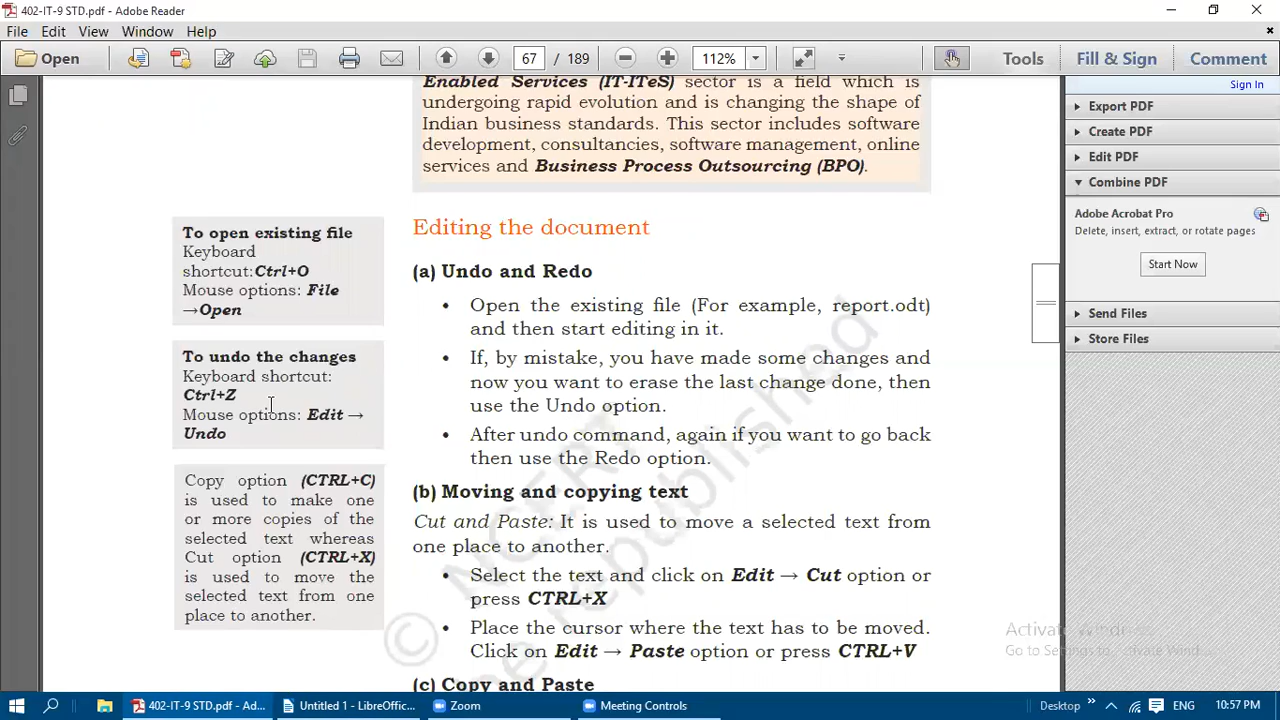 402-IT-9 STD.pdf - Adobe Reader
File Edit View Window Help
Open 67 / 189 112% Tools Fill & Sign Comment
Sign In
Export PDF
Create PDF
Edit PDF
Combine PDF
Adobe Acrobat Pro
Delete, insert, extract, or rotate pages
Start Now
Send Files
Store Files
Enabled Services (IT-ITeS) sector is a field which is
undergoing rapid evolution and is changing the shape of
Indian business standards. This sector includes software
development, consultancies, software management, online
services and Business Process Outsourcing (BPO).
To open existing file
Keyboard
shortcut:Ctrl+O
Mouse options: File
→Open
To undo the changes
Keyboard shortcut:
Ctrl+Z
Mouse options: Edit →
Undo
Copy option (CTRL+C)
is used to make one
or more copies of the
selected text whereas
Cut option (CTRL+X)
is used to move the
selected text from one
place to another.
Editing the document
(a) Undo and Redo
• Open the existing file (For example, report.odt)
and then start editing in it.
• If, by mistake, you have made some changes and
now you want to erase the last change done, then
use the Undo option.
• After undo command, again if you want to go back
then use the Redo option.
(b) Moving and copying text
Cut and Paste: It is used to move a selected text from
one place to another.
• Select the text and click on Edit → Cut option or
press CTRL+X
• Place the cursor where the text has to be moved.
Click on Edit → Paste option or press CTRL+V
(c) Copy and Paste
© NCERT
be republished
Activate Windows
Go to Settings to activate Wind...
402-IT-9 STD.pdf - Ad... Untitled 1 - LibreOffic... Zoom Meeting Controls Desktop ENG 10:57 PM